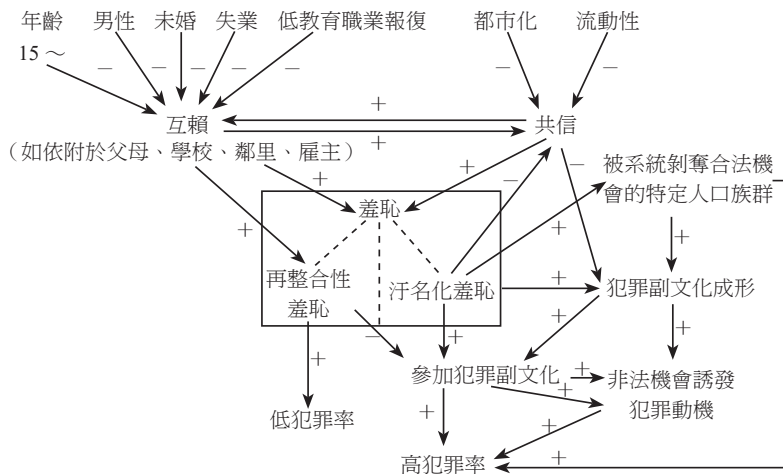 年齡 男性 未婚 失業 低教育職業報復 都市化 流動性
15～
－ － － － － － －
＋
互賴 共信
＋
（如依附於父母、學校、鄰里、雇主）
被系統剝奪合法機
會的特定人口族群
＋ ＋ － －
羞恥
＋ ＋ ＋
再整合性
羞恥
汙名化羞恥 ＋ 犯罪副文化成形
＋ － ＋ ＋ ＋
參加犯罪副文化 ＋ 非法機會誘發
犯罪動機
＋
低犯罪率
＋ ＋
高犯罪率 ＋